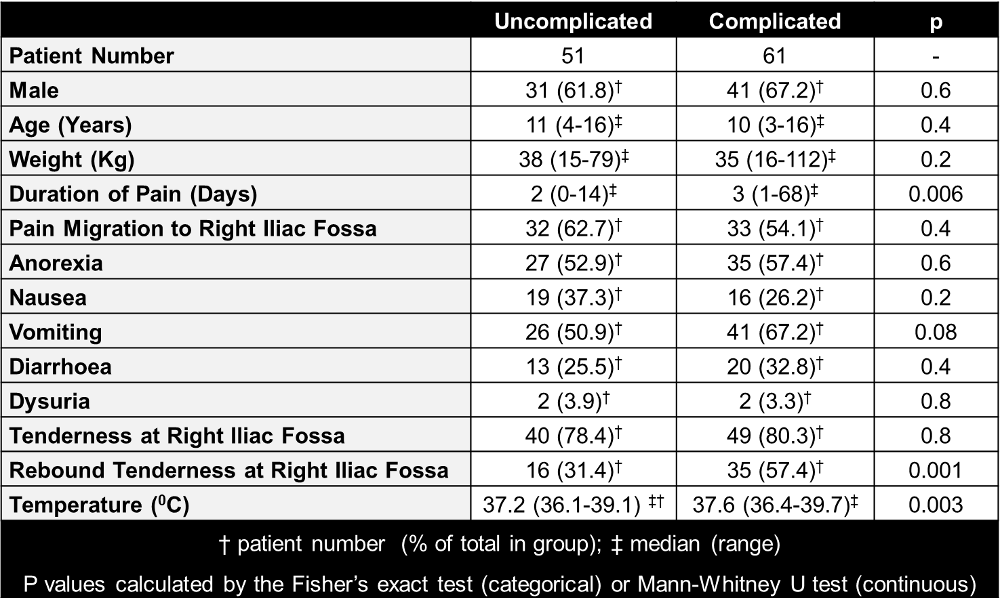 Uncomplicated Complicated p
Patient Number 51 61 -
Male 31 (61.8)† 41 (67.2)† 0.6
Age (Years) 11 (4-16)‡ 10 (3-16)‡ 0.4
Weight (Kg) 38 (15-79)‡ 35 (16-112)‡ 0.2
Duration of Pain (Days) 2 (0-14)‡ 3 (1-68)‡ 0.006
Pain Migration to Right Iliac Fossa 32 (62.7)† 33 (54.1)† 0.4
Anorexia 27 (52.9)† 35 (57.4)† 0.6
Nausea 19 (37.3)† 16 (26.2)† 0.2
Vomiting 26 (50.9)† 41 (67.2)† 0.08
Diarrhoea 13 (25.5)† 20 (32.8)† 0.4
Dysuria 2 (3.9)† 2 (3.3)† 0.8
Tenderness at Right Iliac Fossa 40 (78.4)† 49 (80.3)† 0.8
Rebound Tenderness at Right Iliac Fossa 16 (31.4)† 35 (57.4)† 0.001
Temperature (⁰C) 37.2 (36.1-39.1) ‡† 37.6 (36.4-39.7)‡ 0.003
† patient number (% of total in group); ‡ median (range)
P values calculated by the Fisher’s exact test (categorical) or Mann-Whitney U test (continuous)